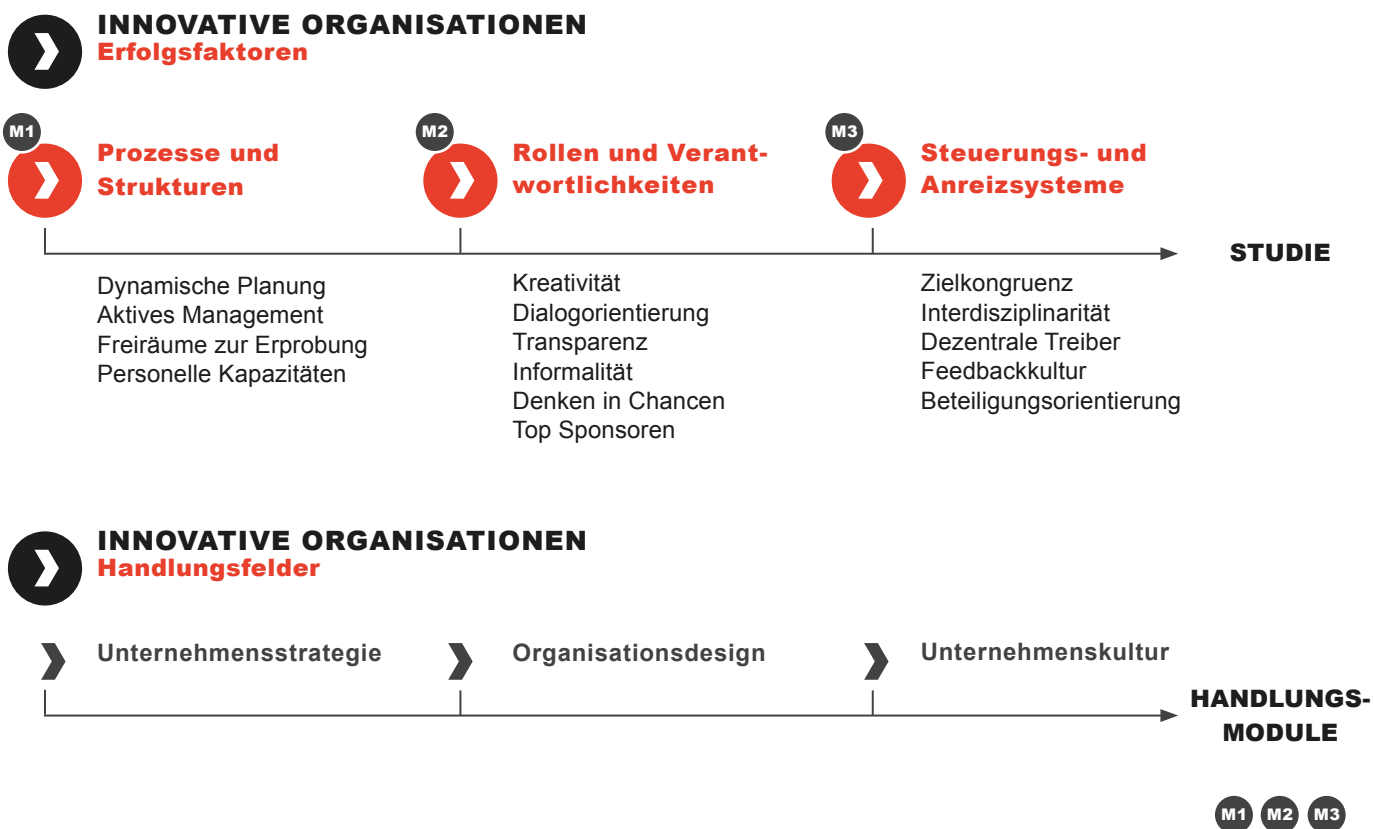 INNOVATIVE ORGANISATIONEN
Erfolgsfaktoren
M1
Prozesse und
Strukturen
Dynamische Planung
Aktives Management
Freiräume zur Erprobung
Personelle Kapazitäten
M2
Rollen und Verant-
wortlichkeiten
Kreativität
Dialogorientierung
Transparenz
Informalität
Denken in Chancen
Top Sponsoren
M3
Steuerungs- und
Anreizsysteme
Zielkongruenz
Interdisziplinarität
Dezentrale Treiber
Feedbackkultur
Beteiligungsorientierung
STUDIE
INNOVATIVE ORGANISATIONEN
Handlungsfelder
Unternehmensstrategie
Organisationsdesign
Unternehmenskultur
HANDLUNGS-
MODULE
M1 M2 M3